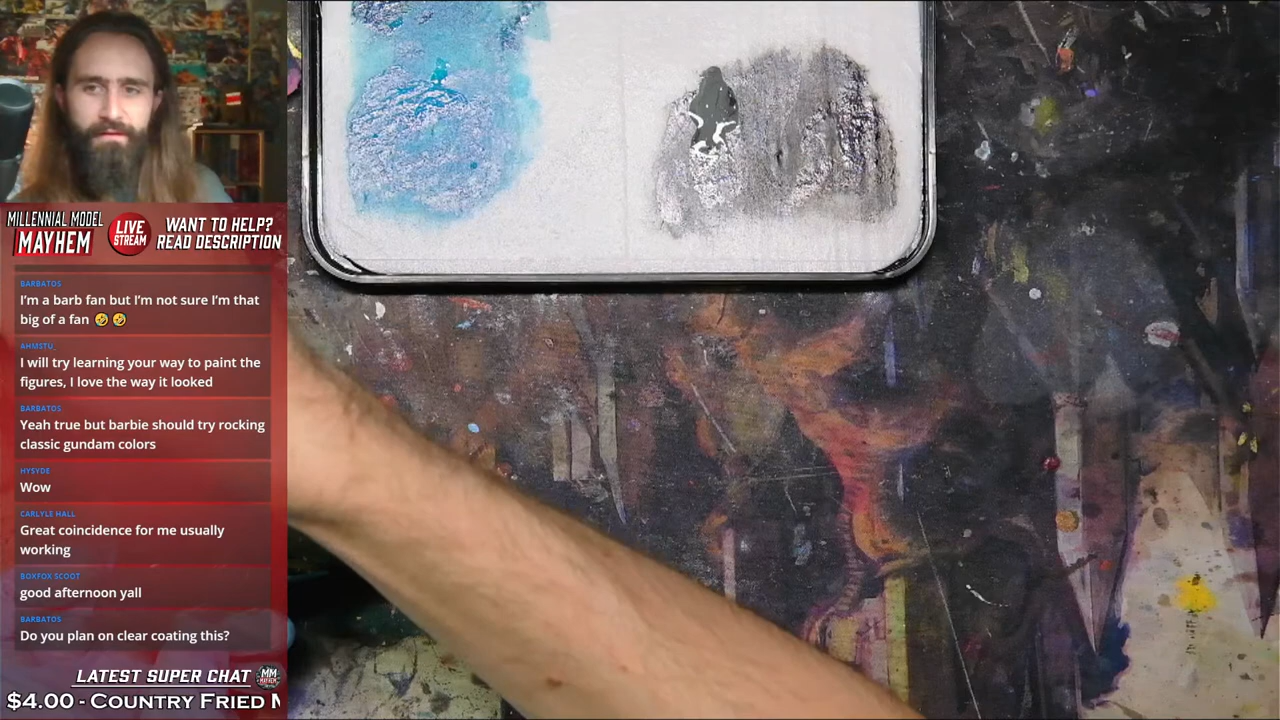 MILLENNIAL MODEL
MAYHEM
LIVE
STREAM
WANT TO HELP?
READ DESCRIPTION
BARBATOS
I'm a barb fan but I'm not sure I'm that
big of a fan 🤣 🤣
AHMSTU_
I will try learning your way to paint the
figures, I love the way it looked
BARBATOS
Yeah true but barbie should try rocking
classic gundam colors
HYSYDE
Wow
CARLYLE HALL
Great coincidence for me usually
working
BOXFOX SCOOT
good afternoon yall
BARBATOS
Do you plan on clear coating this?
LATEST SUPER CHAT
MM
$4.00 - COUNTRY FRIED